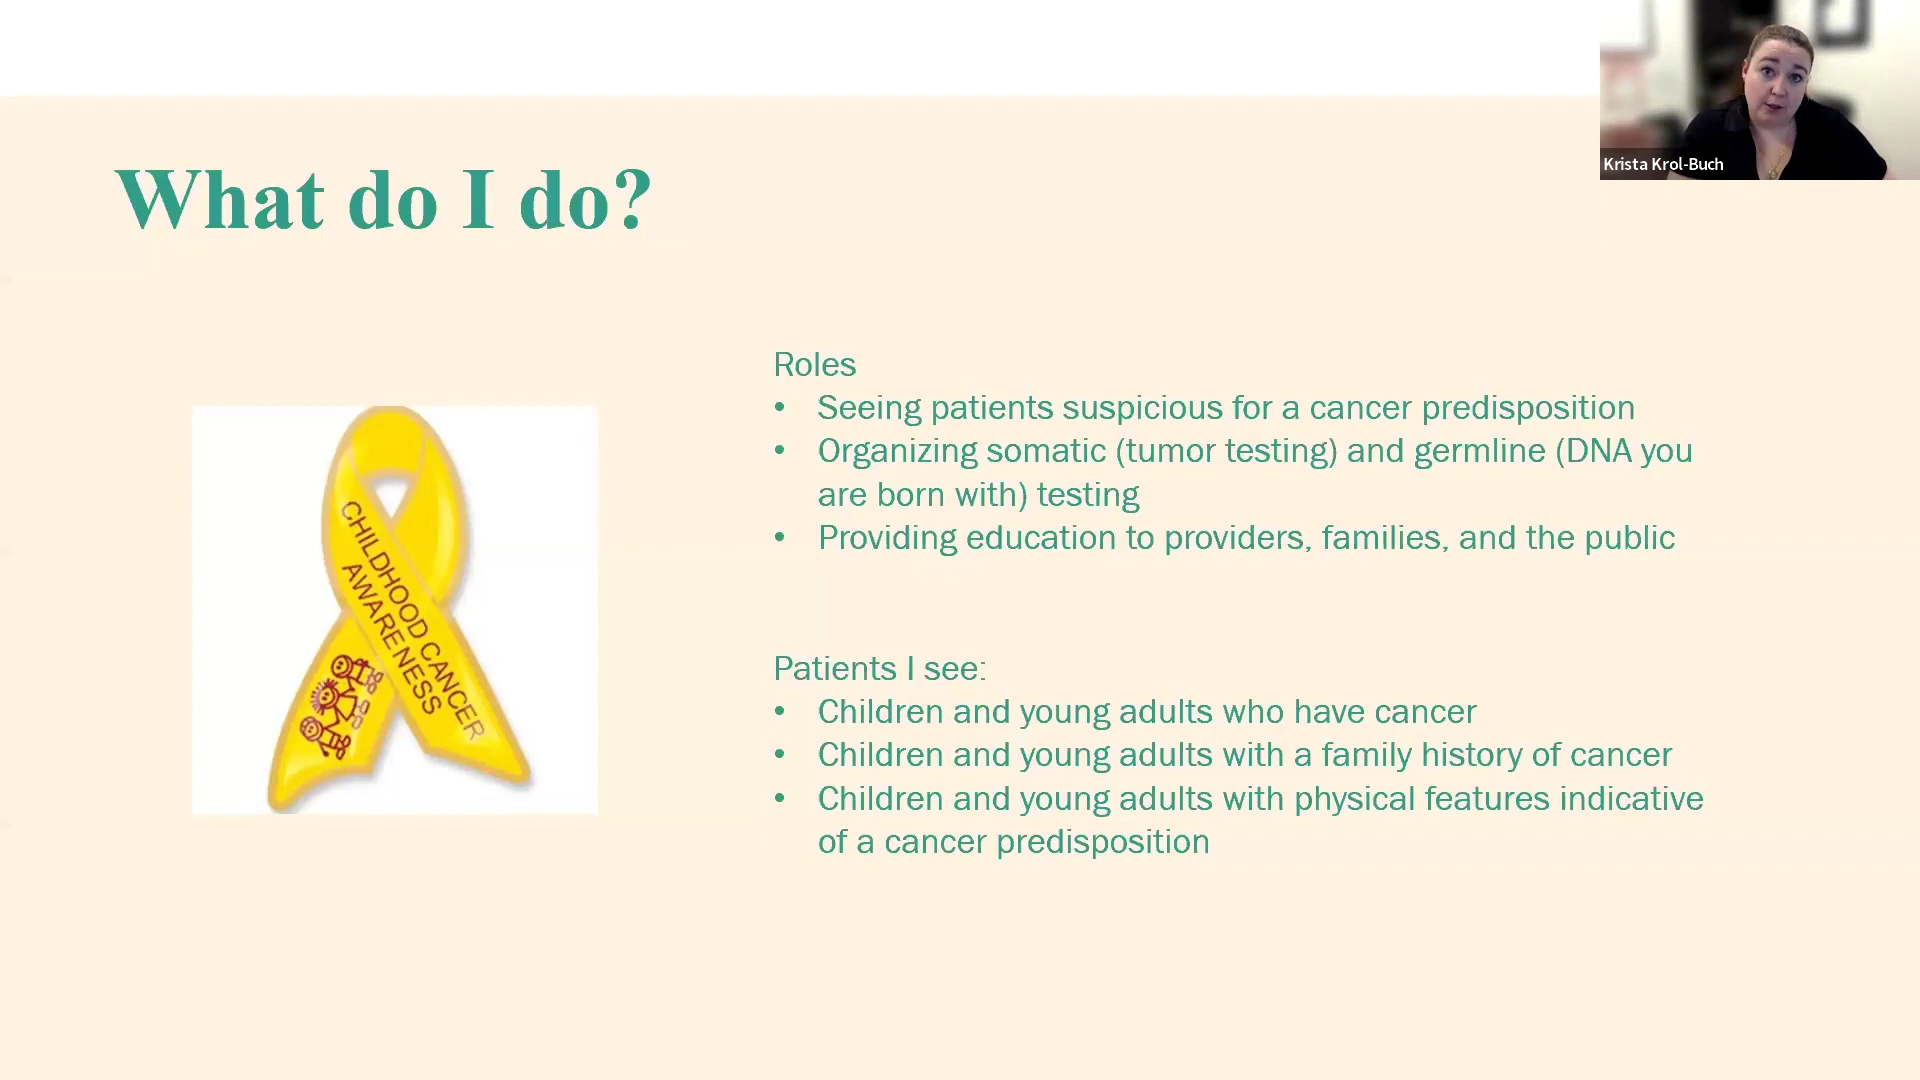 Krista Krol-Buch
What do I do?
CHILDHOOD CANCER
AWARENESS
Roles
• Seeing patients suspicious for a cancer predisposition
• Organizing somatic (tumor testing) and germline (DNA you
are born with) testing
• Providing education to providers, families, and the public
Patients I see:
• Children and young adults who have cancer
• Children and young adults with a family history of cancer
• Children and young adults with physical features indicative
of a cancer predisposition